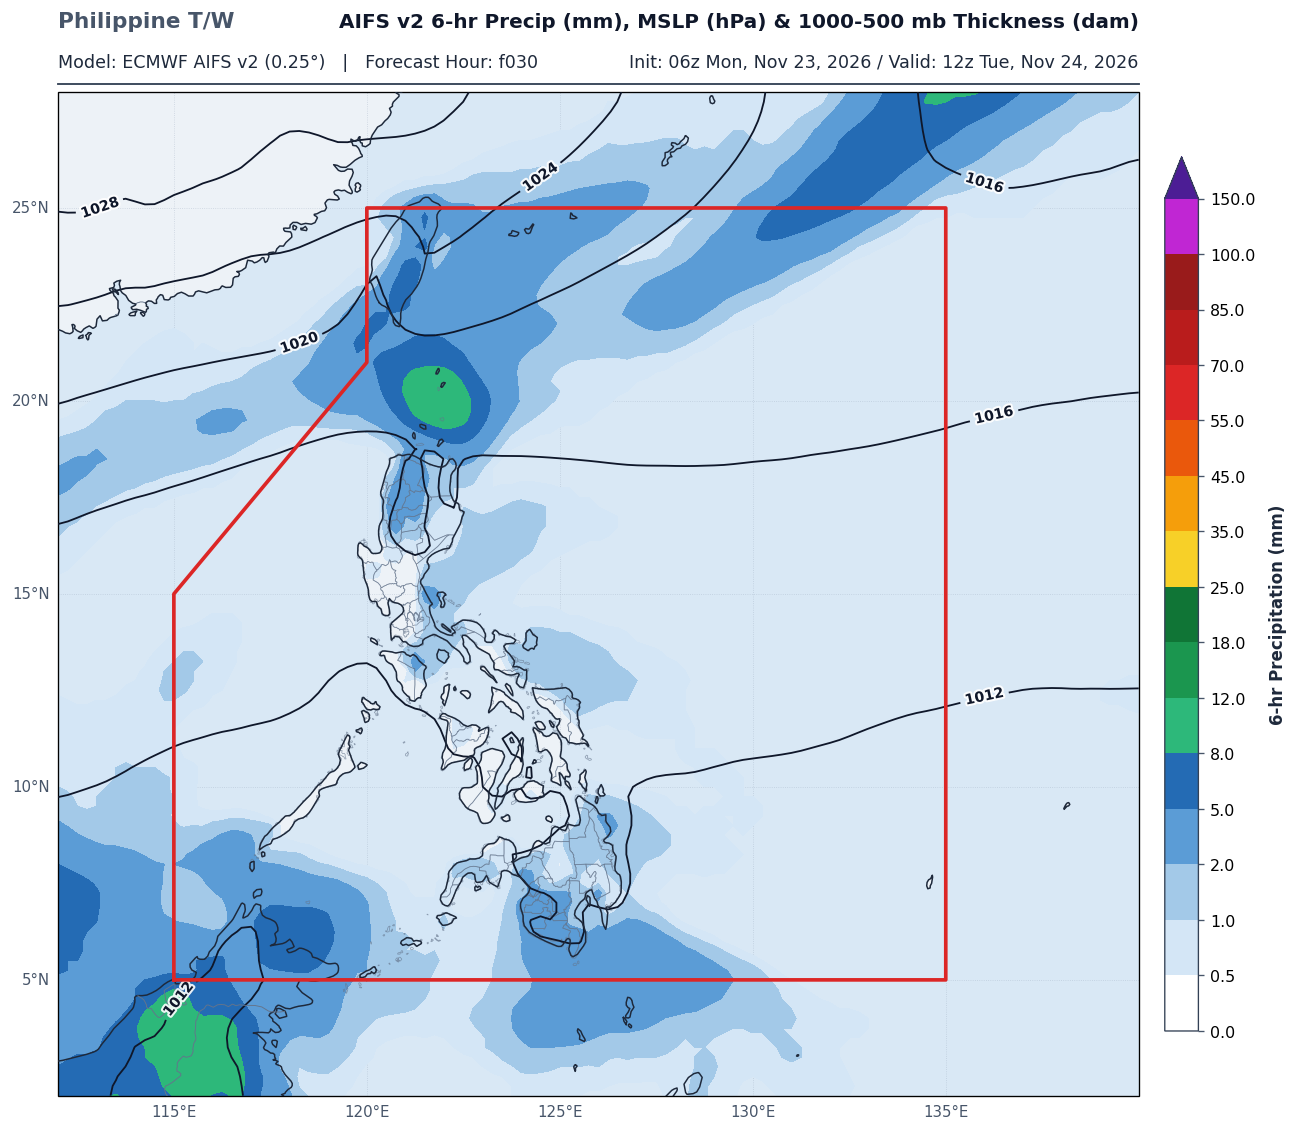 Philippine T/W
AIFS v2 6-hr Precip (mm), MSLP (hPa) & 1000-500 mb Thickness (dam)
Model: ECMWF AIFS v2 (0.25°)   |   Forecast Hour: f030
Init: 06z Mon, Nov 23, 2026 / Valid: 12z Tue, Nov 24, 2026
1028
1024
1016
1020
1016
1012
1012
25°N
20°N
15°N
10°N
5°N
115°E
120°E
125°E
130°E
135°E
150.0
100.0
85.0
70.0
55.0
45.0
35.0
25.0
18.0
12.0
8.0
5.0
2.0
1.0
0.5
0.0
6-hr Precipitation (mm)